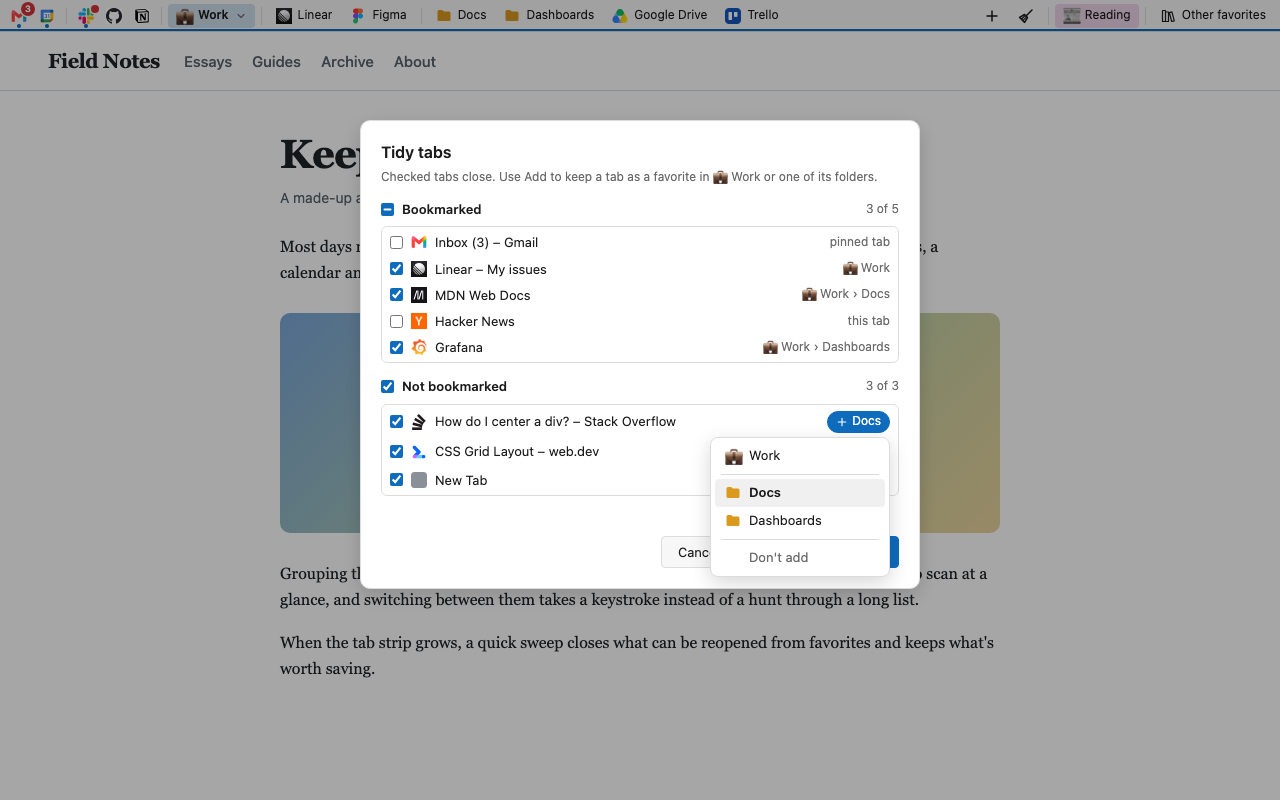 3
Work
Linear
Figma
Docs
Dashboards
Google Drive
Trello
Reading
Other favorites
Field Notes
Essays
Guides
Archive
About
Keep
A made-up a
Most days
s, a
calendar an
Tidy tabs
Checked tabs close. Use Add to keep a tab as a favorite in 💼 Work or one of its folders.
Bookmarked
3 of 5
Inbox (3) – Gmail
pinned tab
Linear – My issues
Work
MDN Web Docs
Work › Docs
Hacker News
this tab
Grafana
Work › Dashboards
Not bookmarked
3 of 3
How do I center a div? – Stack Overflow
+ Docs
CSS Grid Layout – web.dev
New Tab
Work
Docs
Dashboards
Don't add
Canc
Grouping t
scan at a
glance, and switching between them takes a keystroke instead of a hunt through a long list.
When the tab strip grows, a quick sweep closes what can be reopened from favorites and keeps what's
worth saving.